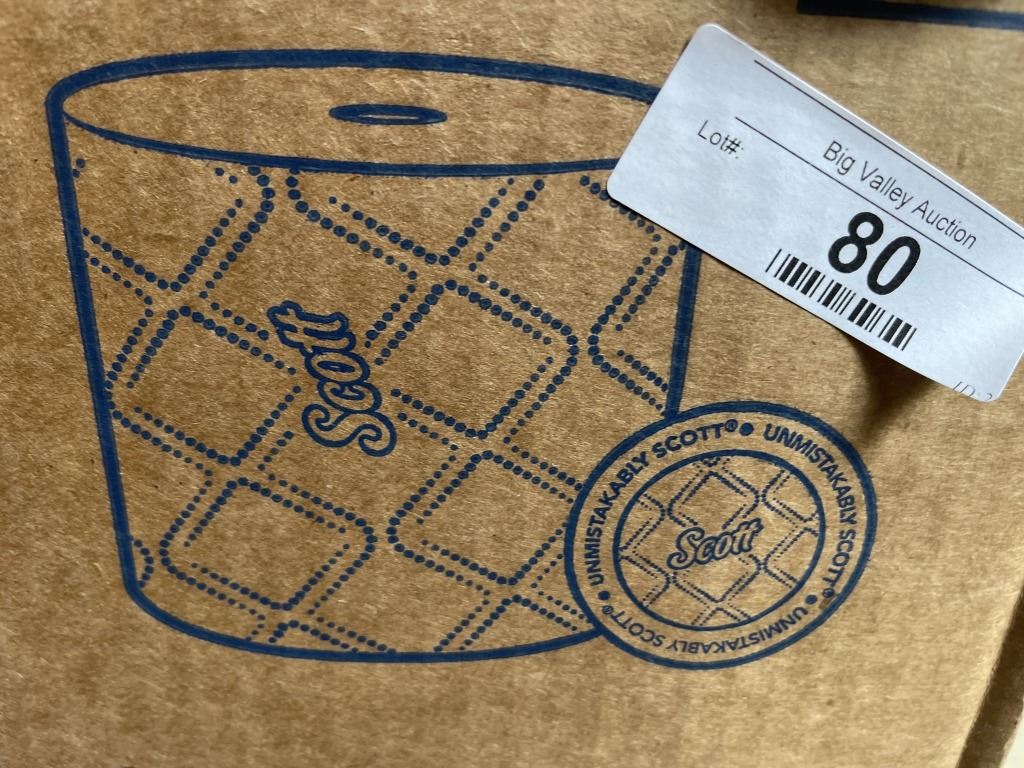 Big Valley Auction
Lot#:
80
Scott
UNMISTAKABLY SCOTT® • UNMISTAKABLY SCOTT® • UNMISTAKABLY SCOTT® •
Scott